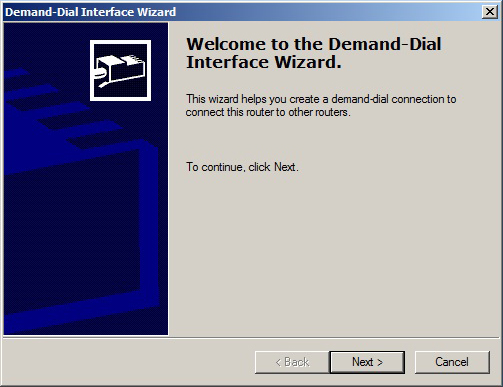 Demand-Dial Interface Wizard
Welcome to the Demand-Dial
Interface Wizard.
This wizard helps you create a demand-dial connection to
connect this router to other routers.
To continue, click Next.
< Back
Next >
Cancel